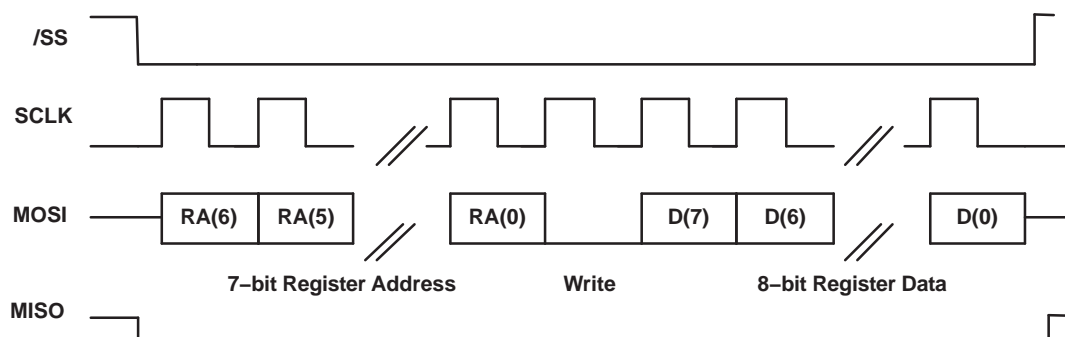 /SS
SCLK
MOSI RA(6) RA(5) RA(0) D(7) D(6) D(0)
7−bit Register Address Write 8−bit Register Data
MISO